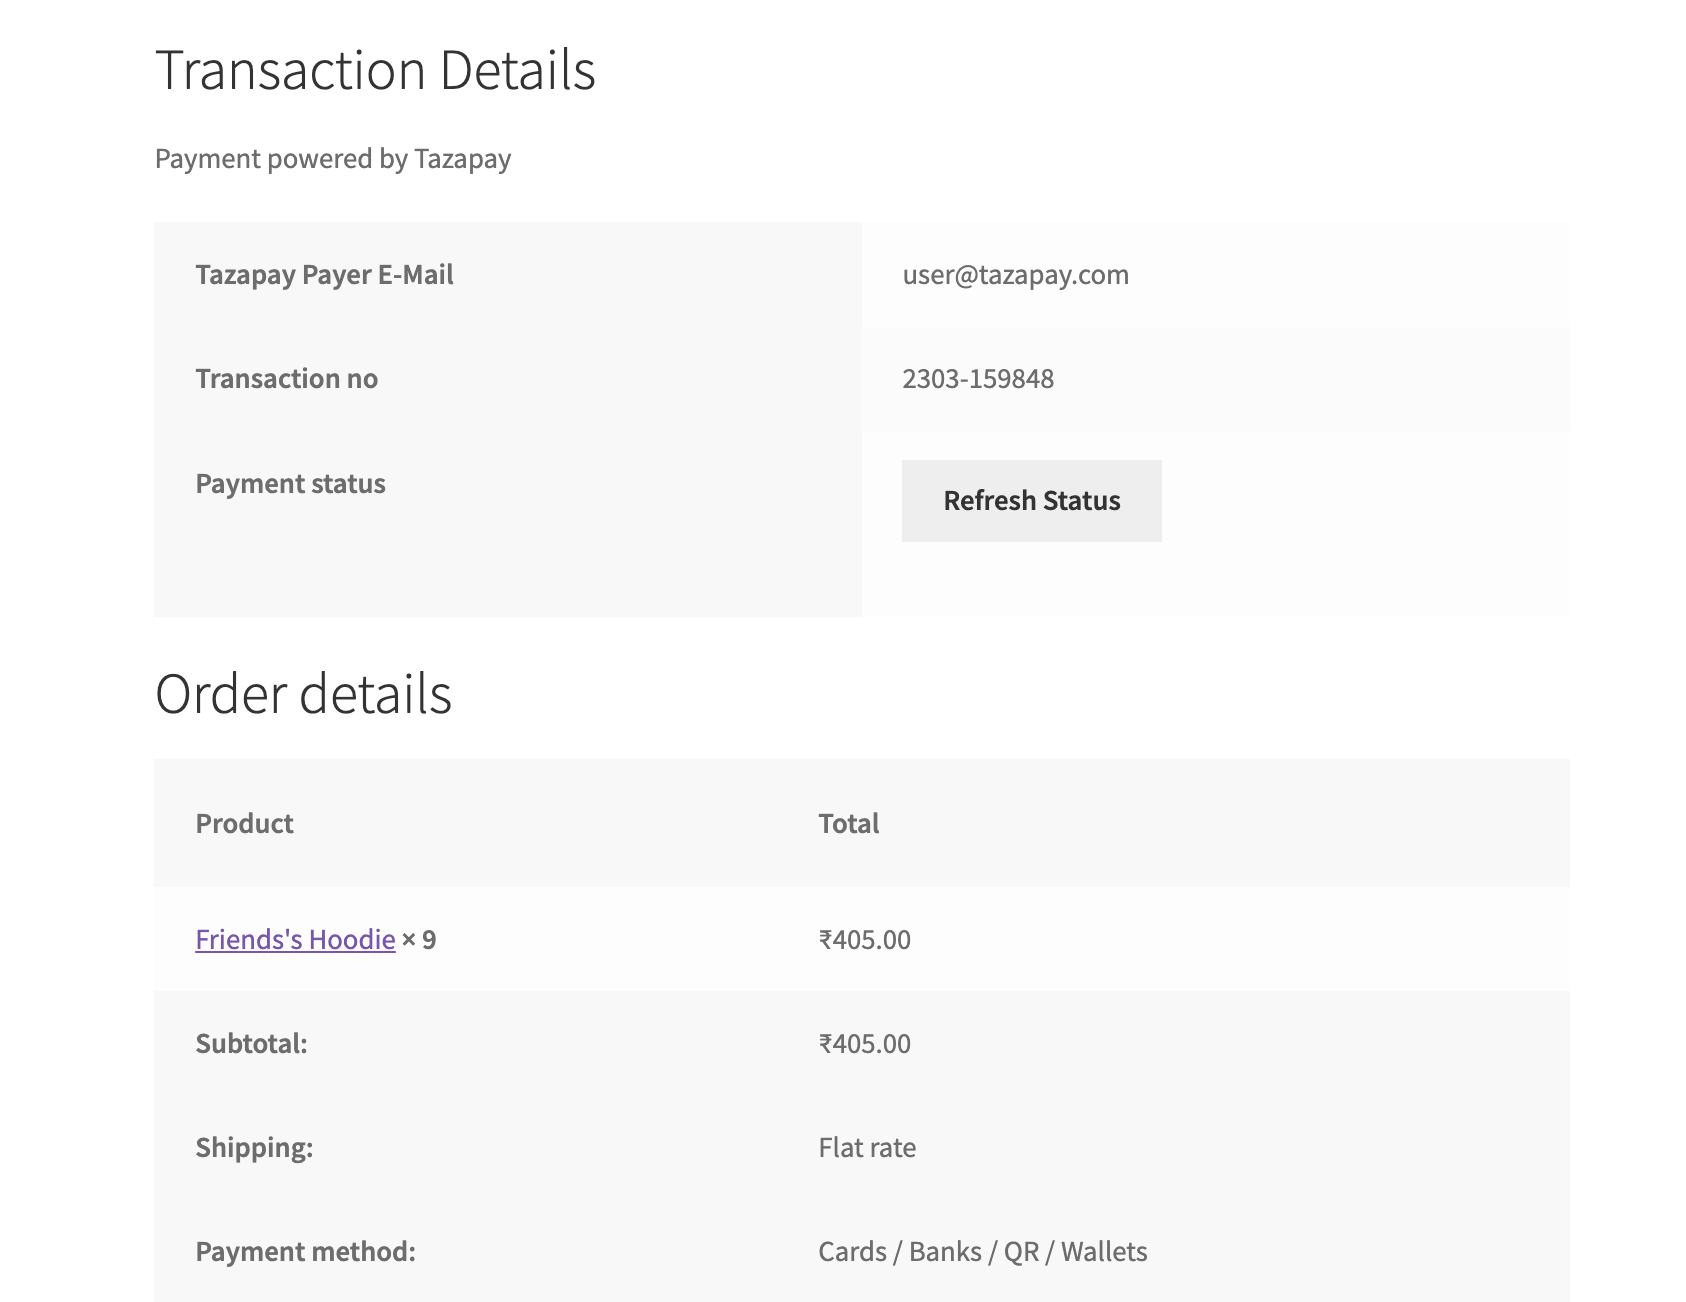 Transaction Details
Payment powered by Tazapay
Tazapay Payer E-Mail user@tazapay.com
Transaction no 2303-159848
Payment status Refresh Status
Order details
Product Total
Friends's Hoodie × 9 ₹405.00
Subtotal: ₹405.00
Shipping: Flat rate
Payment method: Cards / Banks / QR / Wallets